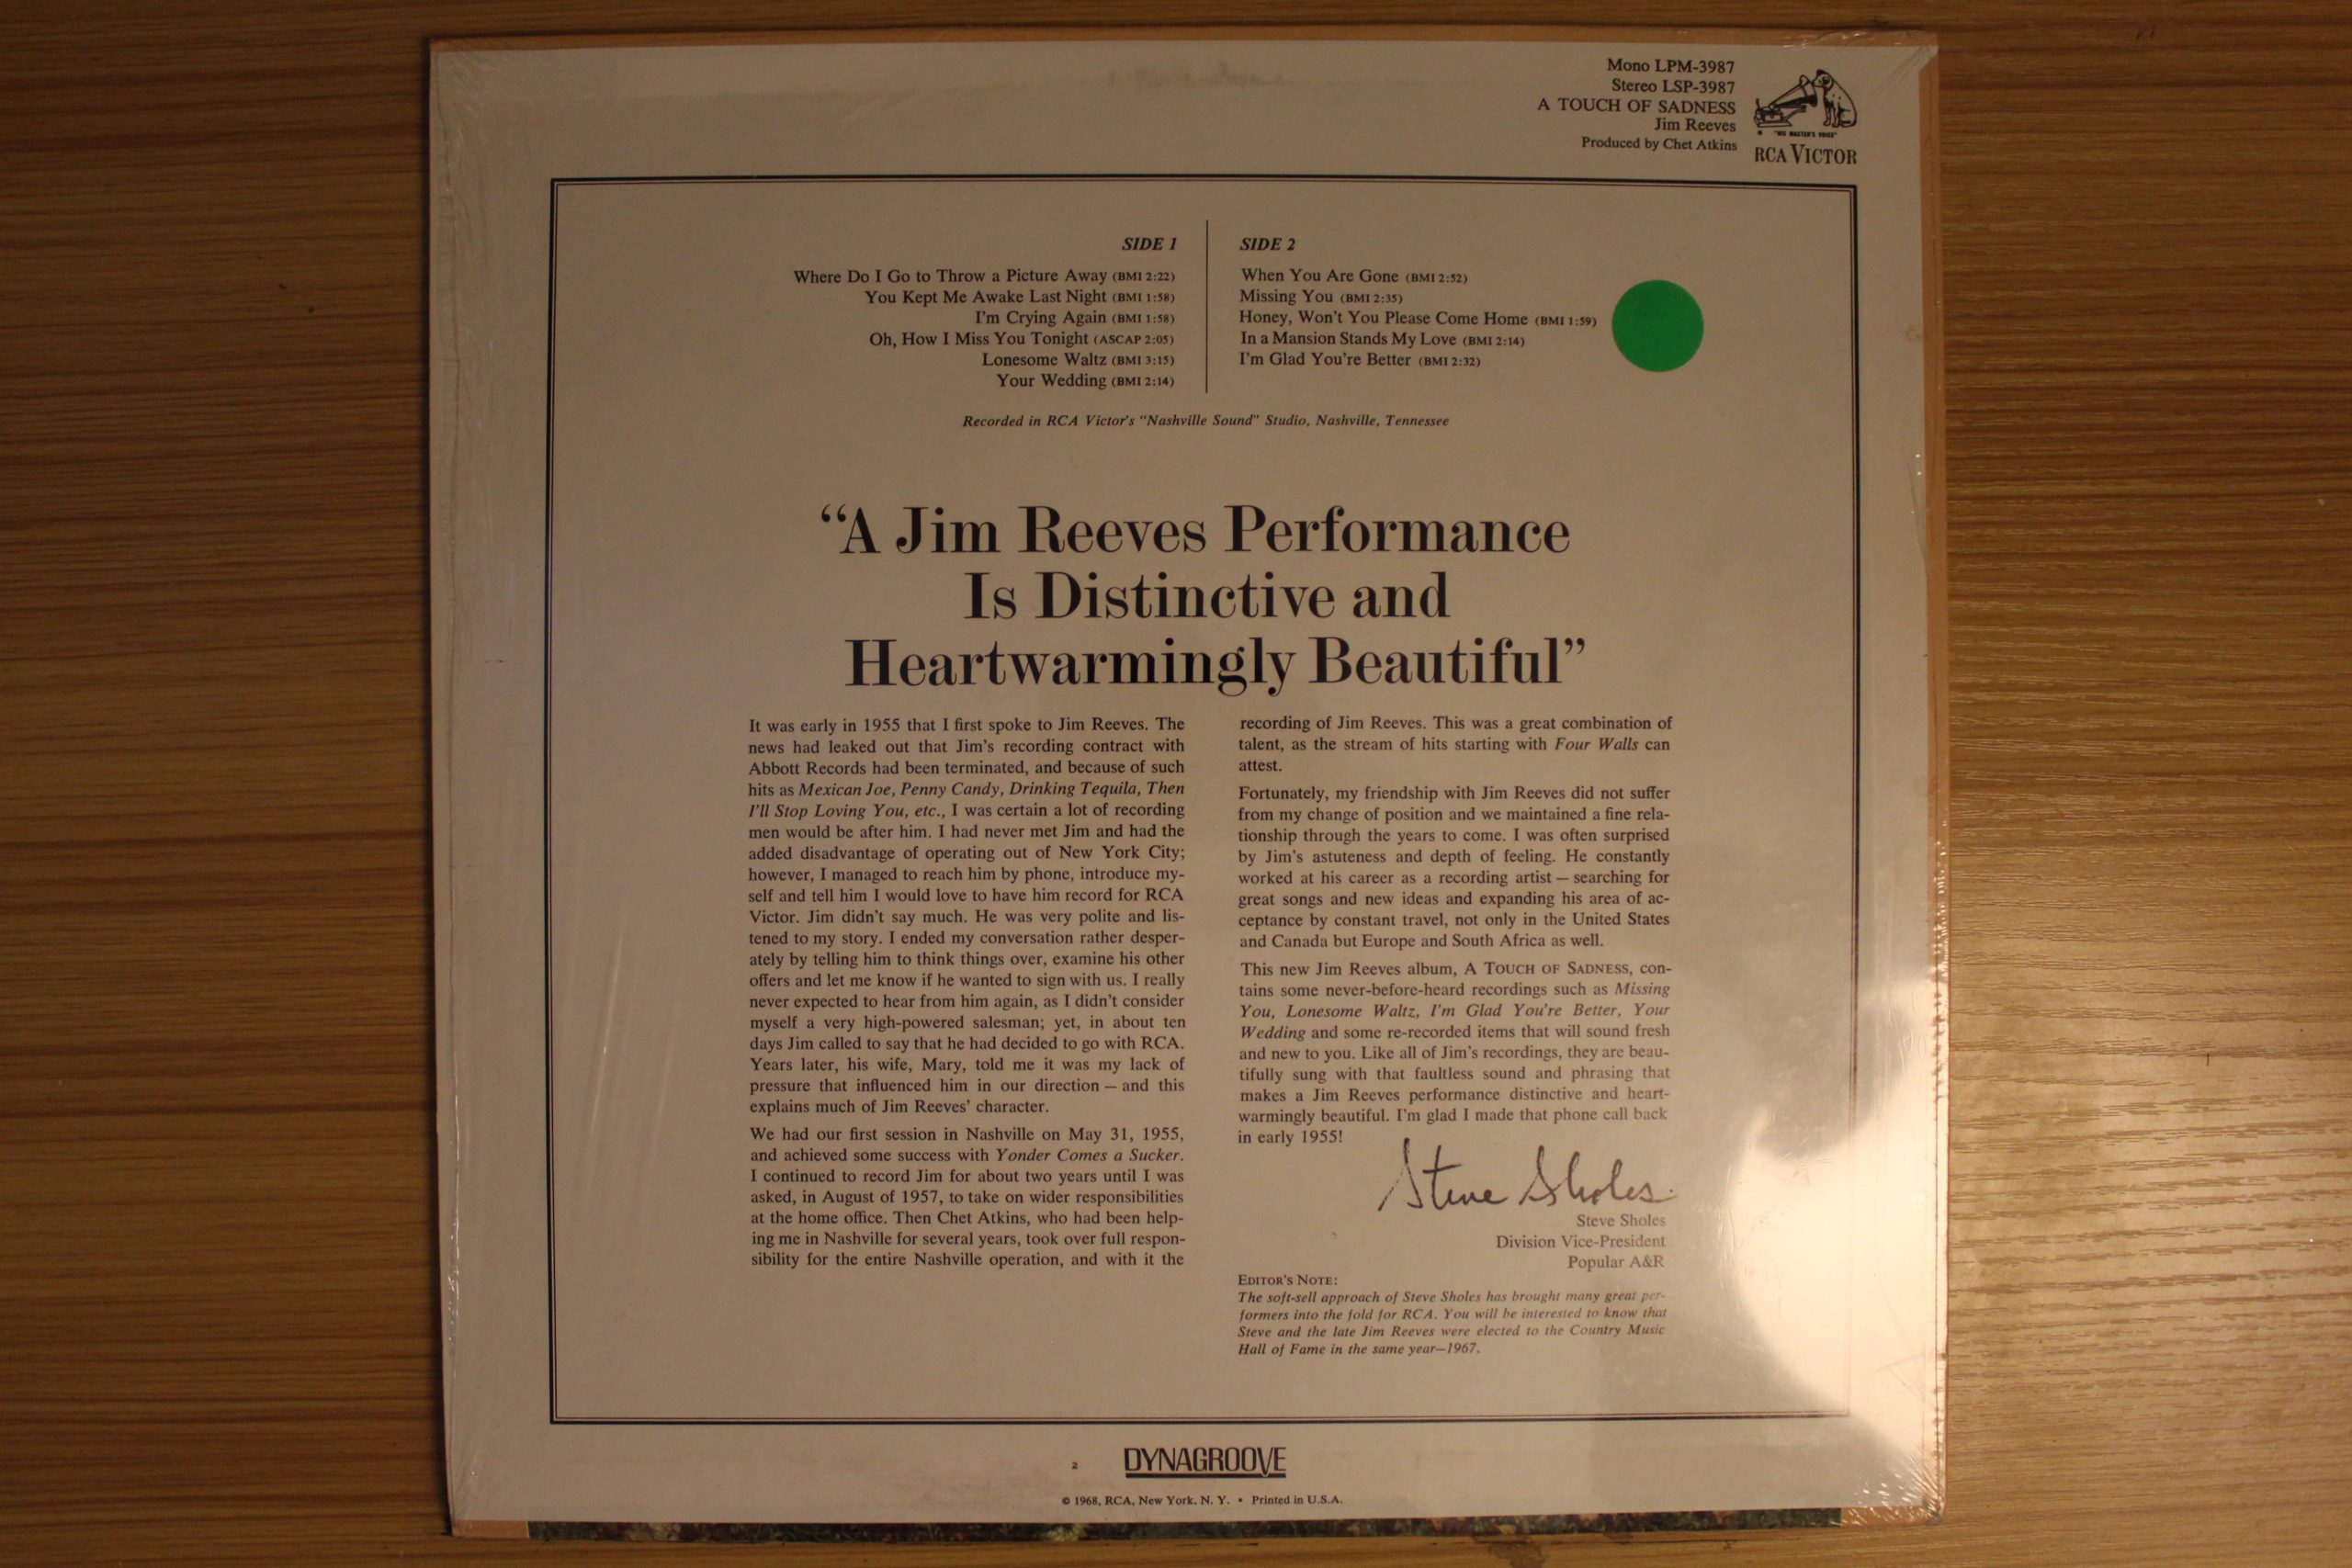 Mono LPM-3987
Stereo LSP-3987
A TOUCH OF SADNESS
Jim Reeves
Produced by Chet Atkins
"HIS MASTER'S VOICE"
RCA VICTOR
SIDE 1
Where Do I Go to Throw a Picture Away (BMI 2:22)
You Kept Me Awake Last Night (BMI 1:58)
I'm Crying Again (BMI 1:58)
Oh, How I Miss You Tonight (ASCAP 2:05)
Lonesome Waltz (BMI 3:15)
Your Wedding (BMI 2:14)
SIDE 2
When You Are Gone (BMI 2:52)
Missing You (BMI 2:35)
Honey, Won't You Please Come Home (BMI 1:59)
In a Mansion Stands My Love (BMI 2:14)
I'm Glad You're Better (BMI 2:32)
Recorded in RCA Victor's "Nashville Sound" Studio, Nashville, Tennessee
“A Jim Reeves Performance
Is Distinctive and
Heartwarmingly Beautiful”
It was early in 1955 that I first spoke to Jim Reeves. The
news had leaked out that Jim's recording contract with
Abbott Records had been terminated, and because of such
hits as Mexican Joe, Penny Candy, Drinking Tequila, Then
I'll Stop Loving You, etc., I was certain a lot of recording
men would be after him. I had never met Jim and had the
added disadvantage of operating out of New York City;
however, I managed to reach him by phone, introduce my-
self and tell him I would love to have him record for RCA
Victor. Jim didn't say much. He was very polite and lis-
tened to my story. I ended my conversation rather desper-
ately by telling him to think things over, examine his other
offers and let me know if he wanted to sign with us. I really
never expected to hear from him again, as I didn't consider
myself a very high-powered salesman; yet, in about ten
days Jim called to say that he had decided to go with RCA.
Years later, his wife, Mary, told me it was my lack of
pressure that influenced him in our direction — and this
explains much of Jim Reeves' character.
We had our first session in Nashville on May 31, 1955,
and achieved some success with Yonder Comes a Sucker.
I continued to record Jim for about two years until I was
asked, in August of 1957, to take on wider responsibilities
at the home office. Then Chet Atkins, who had been help-
ing me in Nashville for several years, took over full respon-
sibility for the entire Nashville operation, and with it the
recording of Jim Reeves. This was a great combination of
talent, as the stream of hits starting with Four Walls can
attest.
Fortunately, my friendship with Jim Reeves did not suffer
from my change of position and we maintained a fine rela-
tionship through the years to come. I was often surprised
by Jim's astuteness and depth of feeling. He constantly
worked at his career as a recording artist — searching for
great songs and new ideas and expanding his area of ac-
ceptance by constant travel, not only in the United States
and Canada but Europe and South Africa as well.
This new Jim Reeves album, A TOUCH OF SADNESS, con-
tains some never-before-heard recordings such as Missing
You, Lonesome Waltz, I'm Glad You're Better, Your
Wedding and some re-recorded items that will sound fresh
and new to you. Like all of Jim's recordings, they are beau-
tifully sung with that faultless sound and phrasing that
makes a Jim Reeves performance distinctive and heart-
warmingly beautiful. I'm glad I made that phone call back
in early 1955!
Steve Sholes
Steve Sholes
Division Vice-President
Popular A&R
EDITOR'S NOTE:
The soft-sell approach of Steve Sholes has brought many great per-
formers into the fold for RCA. You will be interested to know that
Steve and the late Jim Reeves were elected to the Country Music
Hall of Fame in the same year—1967.
2
DYNAGROOVE
© 1968, RCA, New York, N. Y. • Printed in U.S.A.